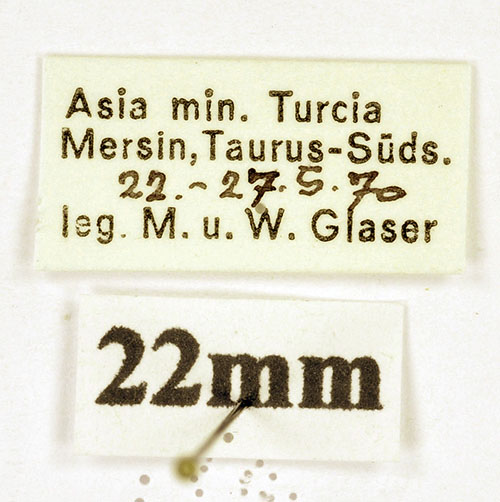 Asia min. Turcia
Mersin,Taurus-Süds.
22.-27.5.70
leg. M. u. W. Glaser
22mm